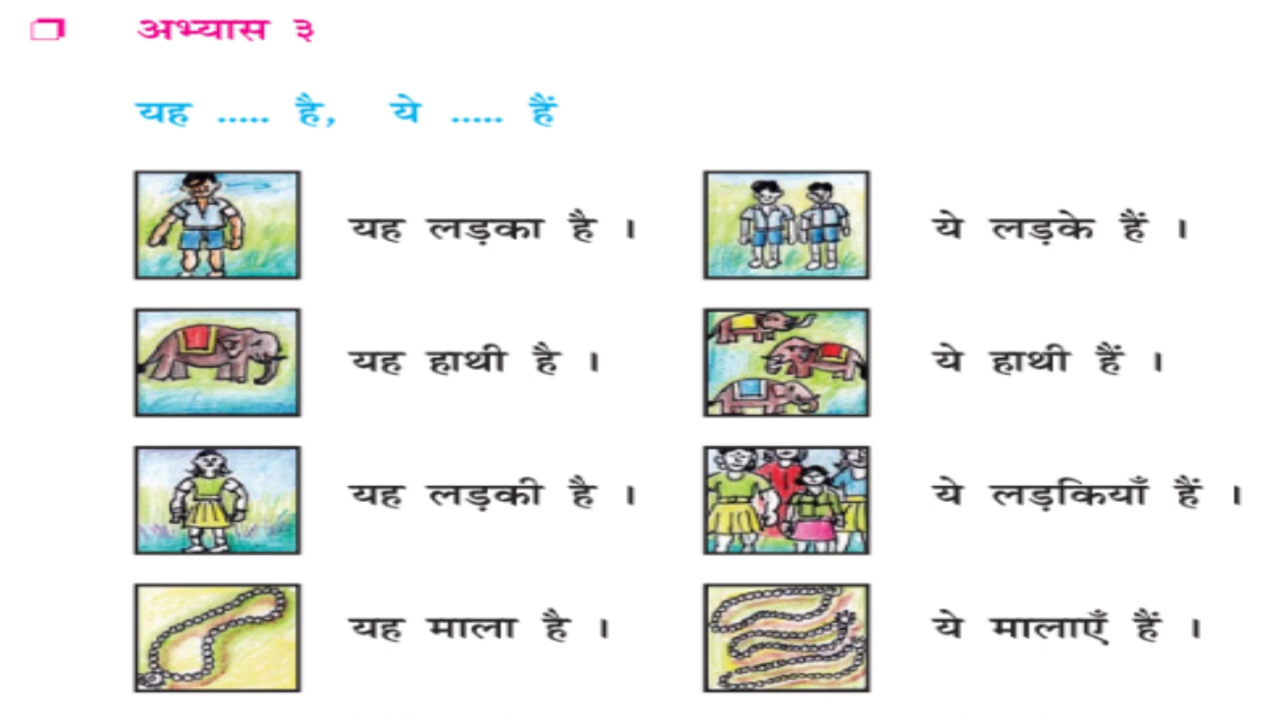 अभ्यास ३
यह ..... है, ये ..... हैं
यह लड़का है । ये लड़के हैं ।
यह हाथी है । ये हाथी हैं ।
यह लड़की है । ये लड़कियाँ हैं ।
यह माला है । ये मालाएँ हैं ।